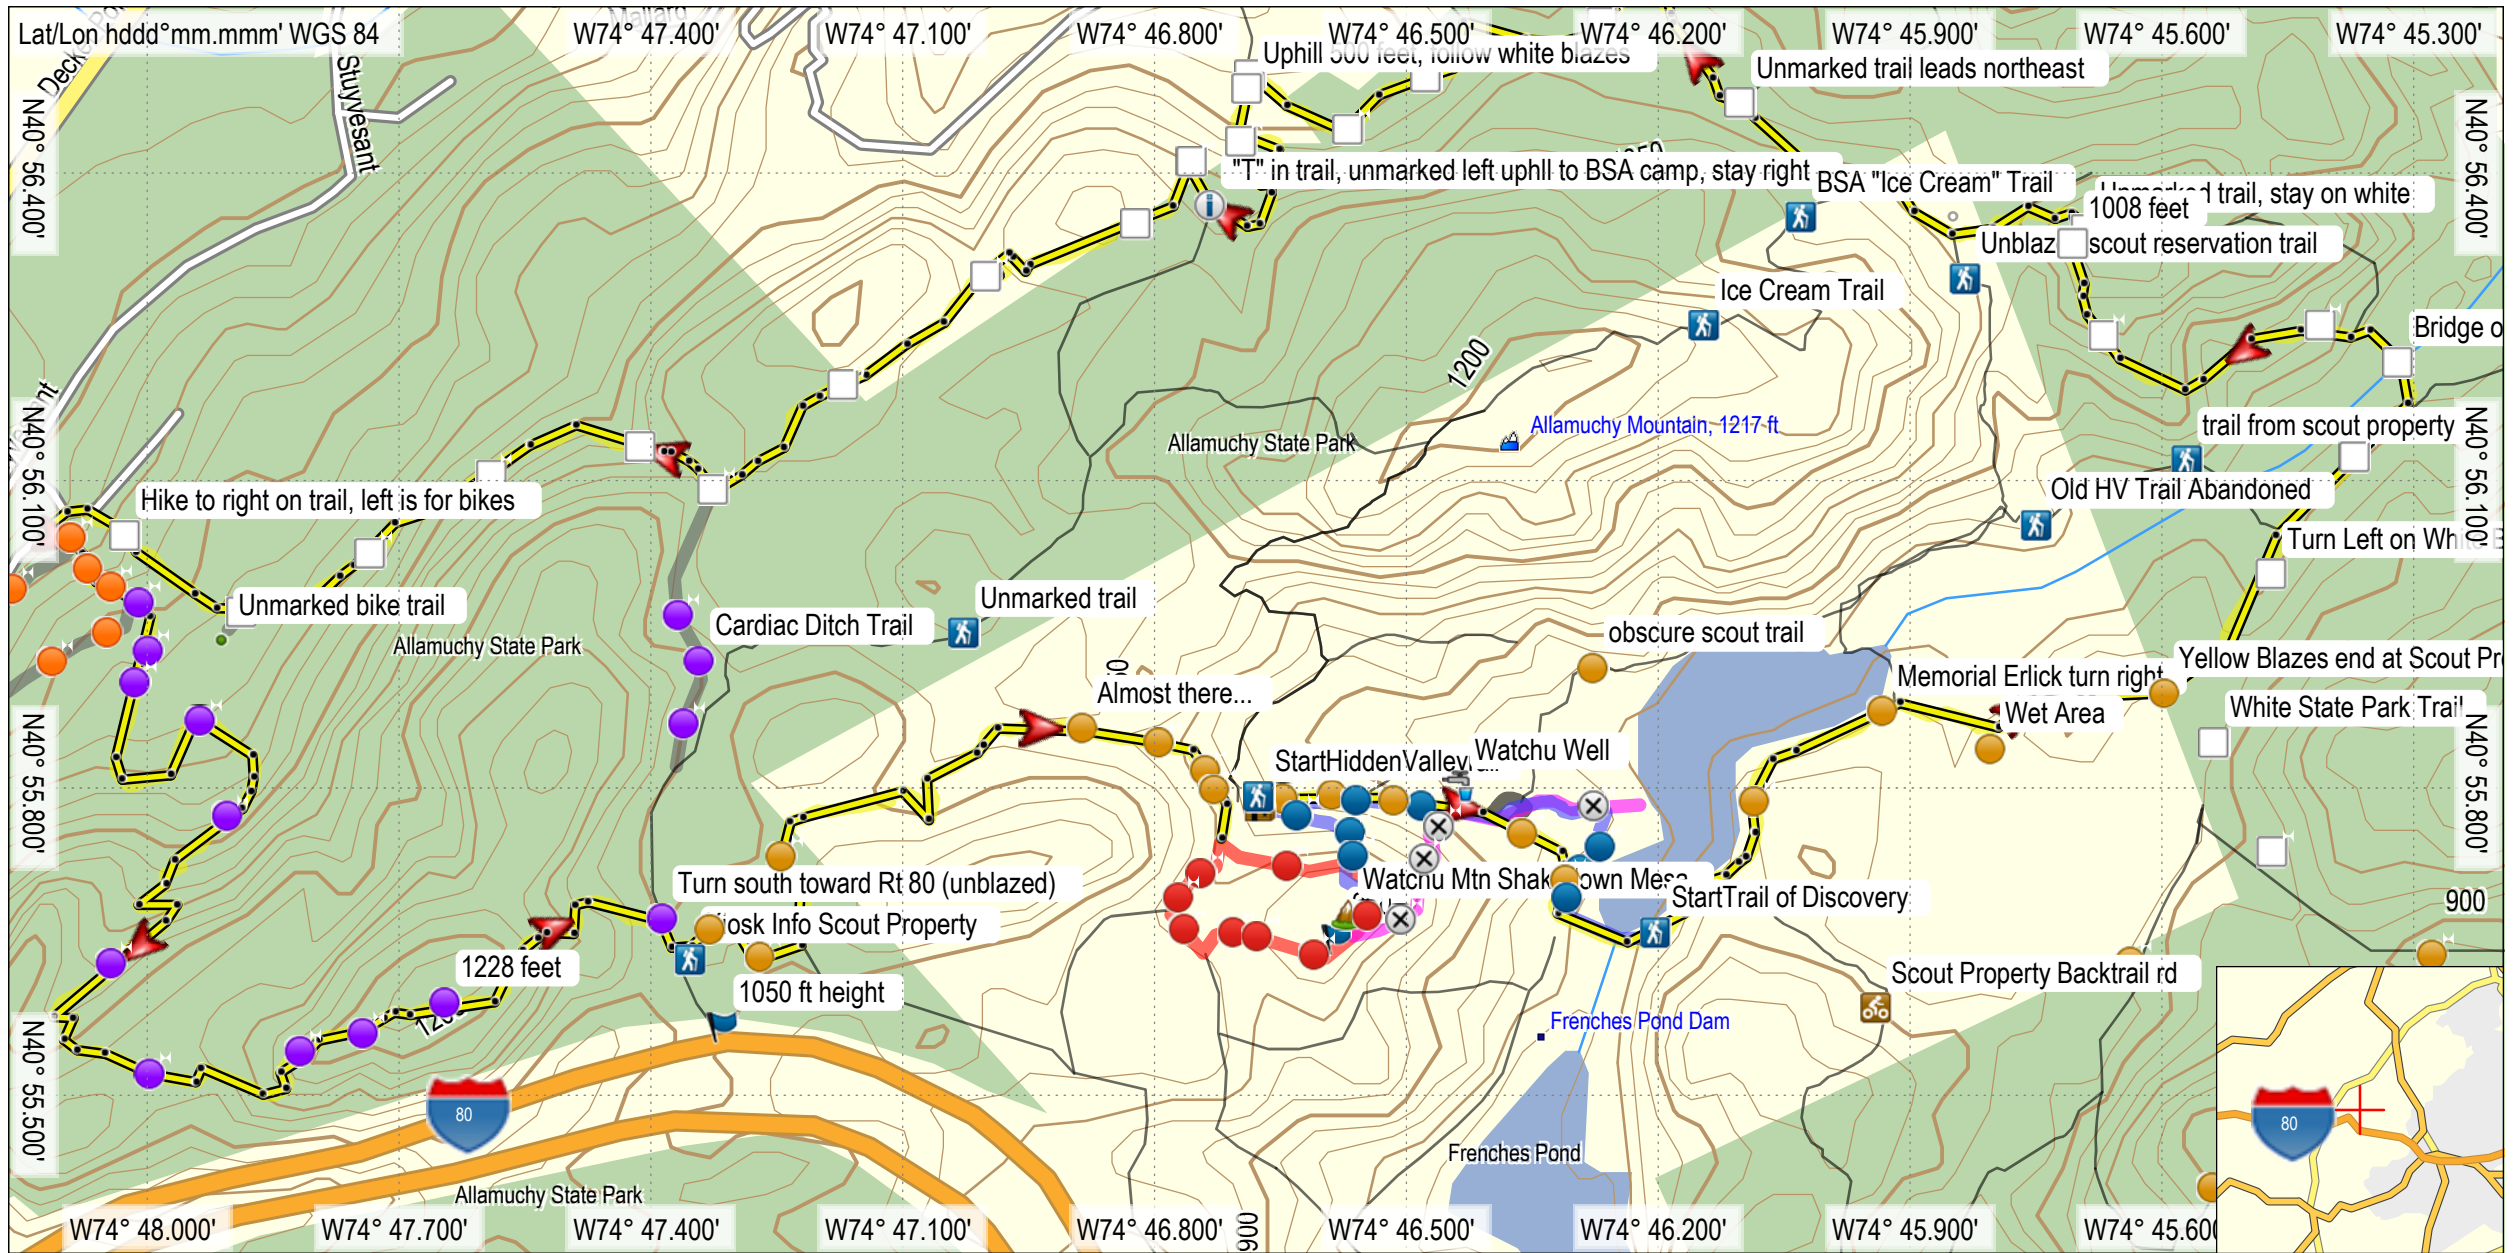 Lat/Lon hddd°mm.mmm' WGS 84
W74° 47.400'
W74° 47.100'
W74° 46.800'
W74° 46.500'
W74° 46.200'
W74° 45.900'
W74° 45.600'
W74° 45.300'
Mallard
Stuyvesant
Uphill 500 feet, follow white blazes
Unmarked trail leads northeast
N40° 56.400'
N40° 56.400'
"T" in trail, unmarked left uphll to BSA camp, stay right
BSA "Ice Cream" Trail
Unmarked trail, stay on white
1008 feet
Unblaz scout reservation trail
Ice Cream Trail
Bridge o
1200
Allamuchy Mountain, 1217 ft
trail from scout property
Allamuchy State Park
N40° 56.100'
N40° 56.100'
Hike to right on trail, left is for bikes
Old HV Trail Abandoned
Turn Left on White B
Unmarked bike trail
Unmarked trail
Cardiac Ditch Trail
obscure scout trail
Allamuchy State Park
Yellow Blazes end at Scout Pr
Memorial Erlick turn right
Almost there...
White State Park Trail
Wet Area
N40° 55.800'
N40° 55.800'
StartHiddenValley
Watchu Well
Turn south toward Rt 80 (unblazed)
Watchu Mtn Shakedown Mesa
StartTrail of Discovery
900
iosk Info Scout Property
1228 feet
Scout Property Backtrail rd
1050 ft height
Frenches Pond Dam
N40° 55.500'
80
80
Frenches Pond
Allamuchy State Park
900
W74° 48.000'
W74° 47.700'
W74° 47.400'
W74° 47.100'
W74° 46.800'
W74° 46.500'
W74° 46.200'
W74° 45.900'
W74° 45.600